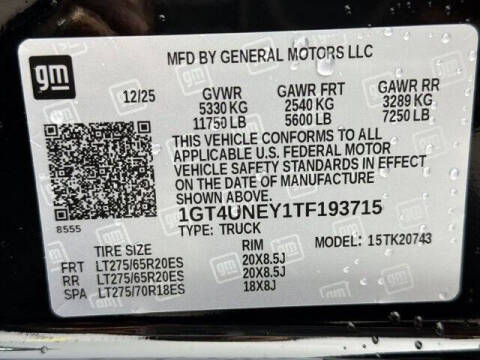 gm
MFD BY GENERAL MOTORS LLC
12/25 GVWR GAWR FRT GAWR RR
5330 KG 2540 KG 3289 KG
11750 LB 5600 LB 7250 LB
THIS VEHICLE CONFORMS TO ALL
APPLICABLE U.S. FEDERAL MOTOR
VEHICLE SAFETY STANDARDS IN EFFECT
ON THE DATE OF MANUFACTURE
SHOWN ABOVE.
8555
1GT4UNEY1TF193715
TYPE: TRUCK MODEL: 15TK20743
TIRE SIZE RIM
FRT LT275/65R20ES 20X8.5J
RR LT275/65R20ES 20X8.5J
SPA LT275/70R18ES 18X8J